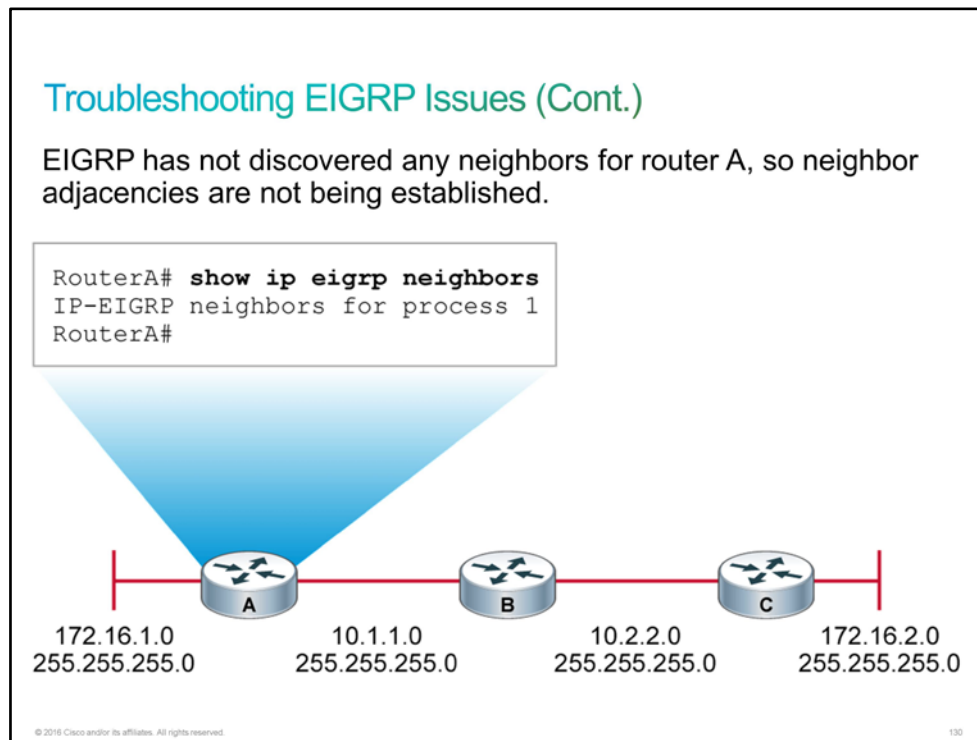 Troubleshooting EIGRP Issues (Cont.)
EIGRP has not discovered any neighbors for router A, so neighbor
adjacencies are not being established.
RouterA# show ip eigrp neighbors
IP-EIGRP neighbors for process 1
RouterA#
A
B
C
172.16.1.0
255.255.255.0
10.1.1.0
255.255.255.0
10.2.2.0
255.255.255.0
172.16.2.0
255.255.255.0
© 2016 Cisco and/or its affiliates. All rights reserved.
130